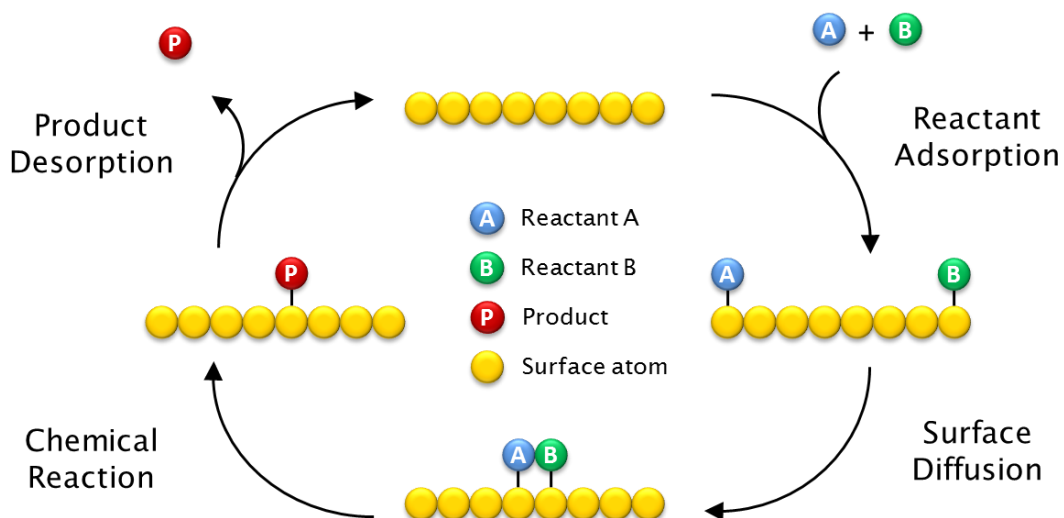 P
A + B
Product
Desorption
Reactant
Adsorption
A Reactant A
B Reactant B
P Product
Surface atom
P
A
B
Chemical
Reaction
A B
Surface
Diffusion